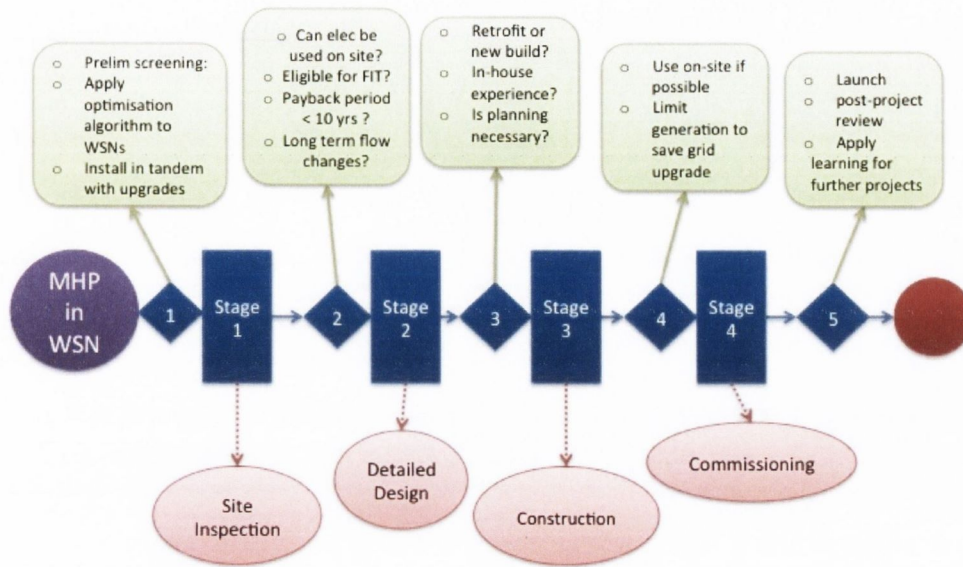 ○ Prelim screening:
○ Apply
optimisation
algorithm to
WSNs
○ Install in tandem
with upgrades
○ Can elec be
used on site?
○ Eligible for FIT?
○ Payback period
< 10 yrs ?
○ Long term flow
changes?
○ Retrofit or
new build?
○ In-house
experience?
○ Is planning
necessary?
○ Use on-site if
possible
○ Limit
generation to
save grid
upgrade
○ Launch
○ post-project
review
○ Apply
learning for
further projects
MHP
in
WSN
1
Stage
1
2
Stage
2
3
Stage
3
4
Stage
4
5
Site
Inspection
Detailed
Design
Construction
Commissioning